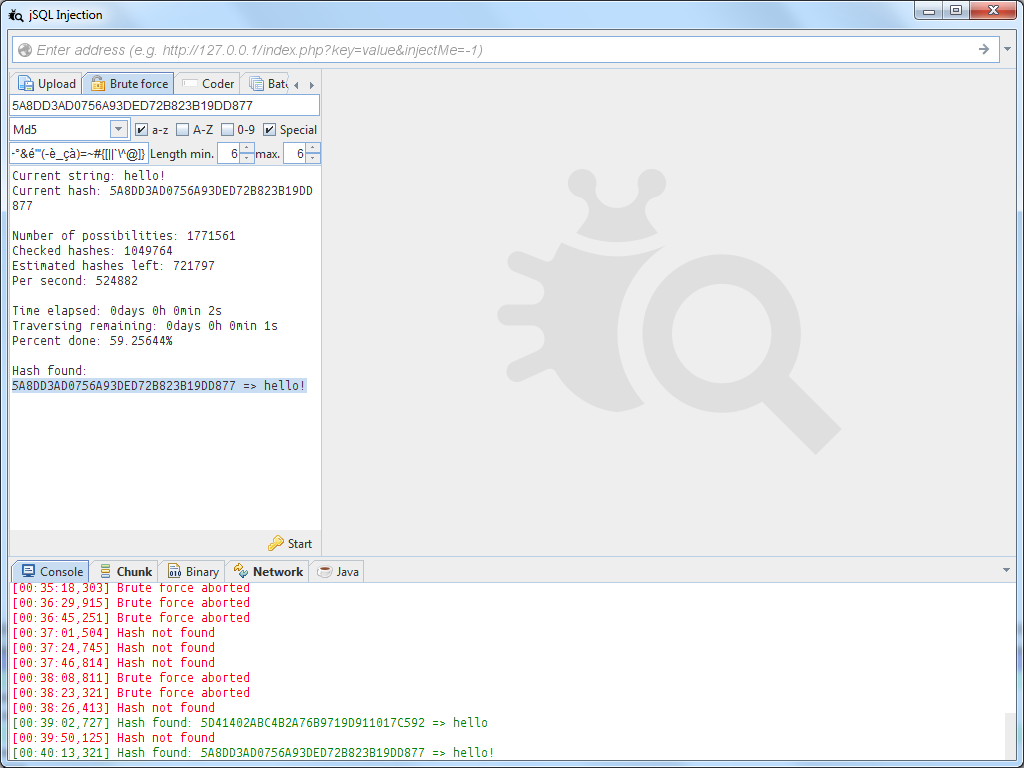 jSQL Injection
Enter address (e.g. http://127.0.0.1/index.php?key=value&injectMe=-1)
Upload Brute force Coder Bat
5A8DD3AD0756A93DED72B823B19DD877
Md5 a-z A-Z 0-9 Special
Length min. 6 max. 6
Current string: hello!
Current hash: 5A8DD3AD0756A93DED72B823B19DD
877
Number of possibilities: 1771561
Checked hashes: 1049764
Estimated hashes left: 721797
Per second: 524882
Time elapsed: 0days 0h 0min 2s
Traversing remaining: 0days 0h 0min 1s
Percent done: 59.25644%
Hash found:
5A8DD3AD0756A93DED72B823B19DD877 => hello!
Start
Console Chunk Binary Network Java
[00:35:18,303] Brute force aborted
[00:36:29,915] Brute force aborted
[00:36:45,251] Brute force aborted
[00:37:01,504] Hash not found
[00:37:24,745] Hash not found
[00:37:46,814] Hash not found
[00:38:08,811] Brute force aborted
[00:38:23,321] Brute force aborted
[00:38:26,413] Hash not found
[00:39:02,727] Hash found: 5D41402ABC4B2A76B9719D911017C592 => hello
[00:39:50,125] Hash not found
[00:40:13,321] Hash found: 5A8DD3AD0756A93DED72B823B19DD877 => hello!